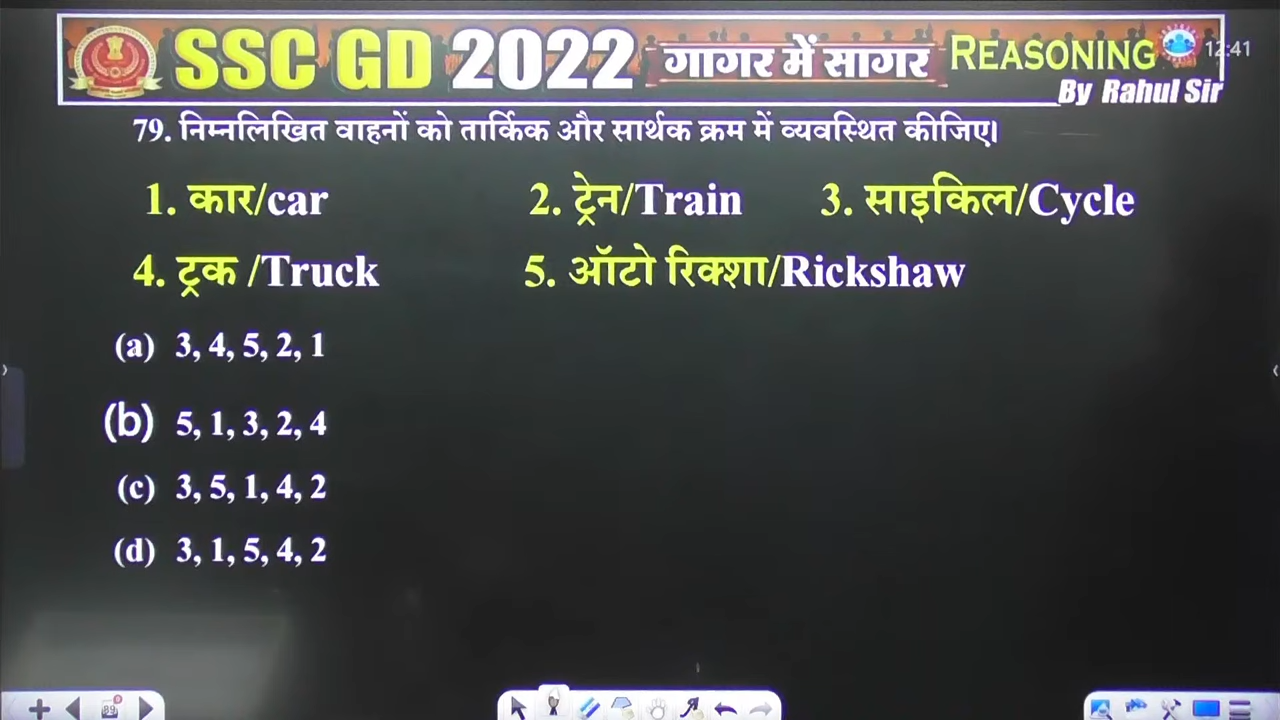 SSC GD 2022 गागर में सागर REASONING 12:41
By Rahul Sir
79. निम्नलिखित वाहनों को तार्किक और सार्थक क्रम में व्यवस्थित कीजिए।
1. कार/car 2. ट्रेन/Train 3. साइकिल/Cycle
4. ट्रक /Truck 5. ऑटो रिक्शा/Rickshaw
(a) 3, 4, 5, 2, 1
(b) 5, 1, 3, 2, 4
(c) 3, 5, 1, 4, 2
(d) 3, 1, 5, 4, 2